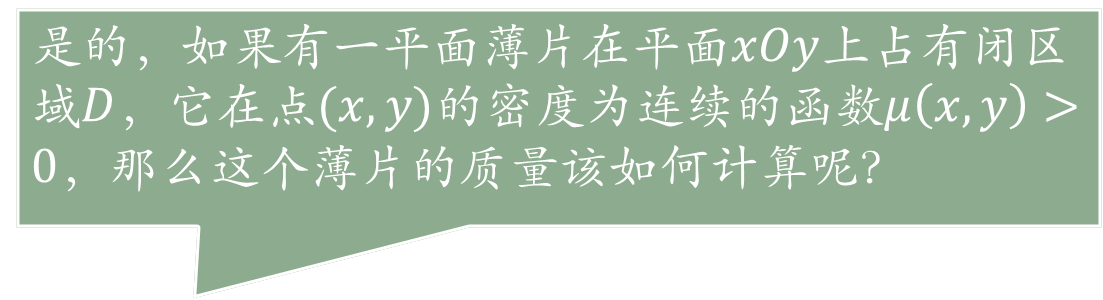 是的，如果有一平面薄片在平面xOy上占有闭区
域D，它在点(x,y)的密度为连续的函数μ(x,y) >
0，那么这个薄片的质量该如何计算呢?